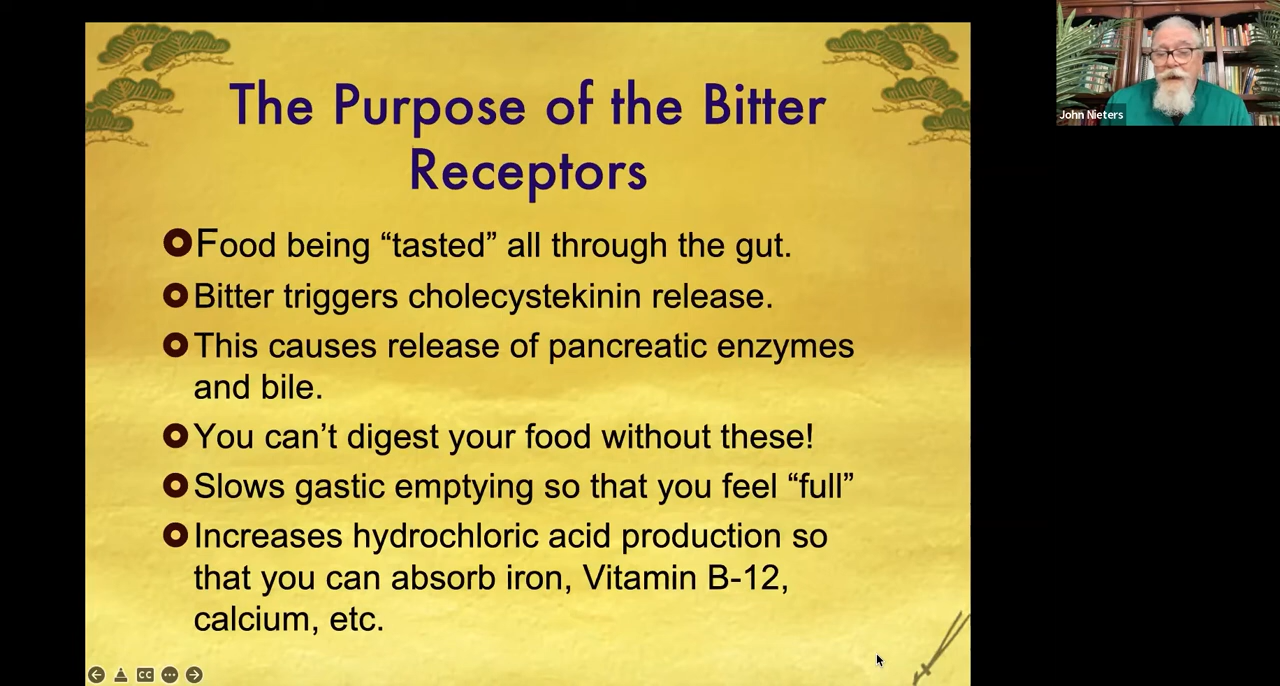 The Purpose of the Bitter
Receptors
Food being “tasted” all through the gut.
Bitter triggers cholecystekinin release.
This causes release of pancreatic enzymes
and bile.
You can’t digest your food without these!
Slows gastic emptying so that you feel “full”
Increases hydrochloric acid production so
that you can absorb iron, Vitamin B-12,
calcium, etc.
John Nieters
CC